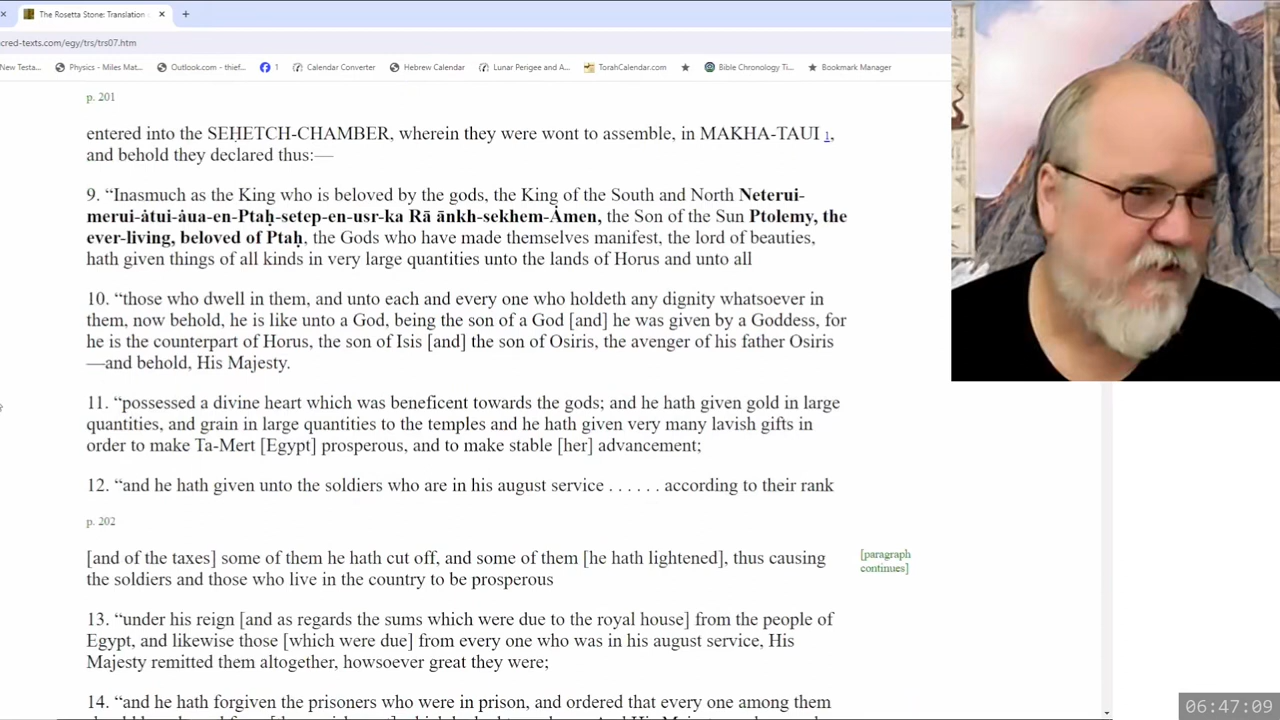 The Rosetta Stone: Translation
cred-texts.com/egy/trs/trs07.htm
New Testa...
Physics - Miles Mat...
Outlook.com - thief...
1
Calendar Converter
Hebrew Calendar
Lunar Perigee and A...
TorahCalendar.com
Bible Chronology Ti...
Bookmark Manager
p. 201
entered into the SEḤETCH-CHAMBER, wherein they were wont to assemble, in MAKHA-TAUI 1,
and behold they declared thus:—
9. “Inasmuch as the King who is beloved by the gods, the King of the South and North Neterui-
merui-ȧtui-ȧua-en-Ptaḥ-setep-en-usr-ka Rā ānkh-sekhem-Ȧmen, the Son of the Sun Ptolemy, the
ever-living, beloved of Ptaḥ, the Gods who have made themselves manifest, the lord of beauties,
hath given things of all kinds in very large quantities unto the lands of Horus and unto all
10. “those who dwell in them, and unto each and every one who holdeth any dignity whatsoever in
them, now behold, he is like unto a God, being the son of a God [and] he was given by a Goddess, for
he is the counterpart of Horus, the son of Isis [and] the son of Osiris, the avenger of his father Osiris
—and behold, His Majesty.
11. “possessed a divine heart which was beneficent towards the gods; and he hath given gold in large
quantities, and grain in large quantities to the temples and he hath given very many lavish gifts in
order to make Ta-Mert [Egypt] prosperous, and to make stable [her] advancement;
12. “and he hath given unto the soldiers who are in his august service . . . . . . according to their rank
p. 202
[and of the taxes] some of them he hath cut off, and some of them [he hath lightened], thus causing
the soldiers and those who live in the country to be prosperous
[paragraph
continues]
13. “under his reign [and as regards the sums which were due to the royal house] from the people of
Egypt, and likewise those [which were due] from every one who was in his august service, His
Majesty remitted them altogether, howsoever great they were;
14. “and he hath forgiven the prisoners who were in prison, and ordered that every one among them
06:47:09